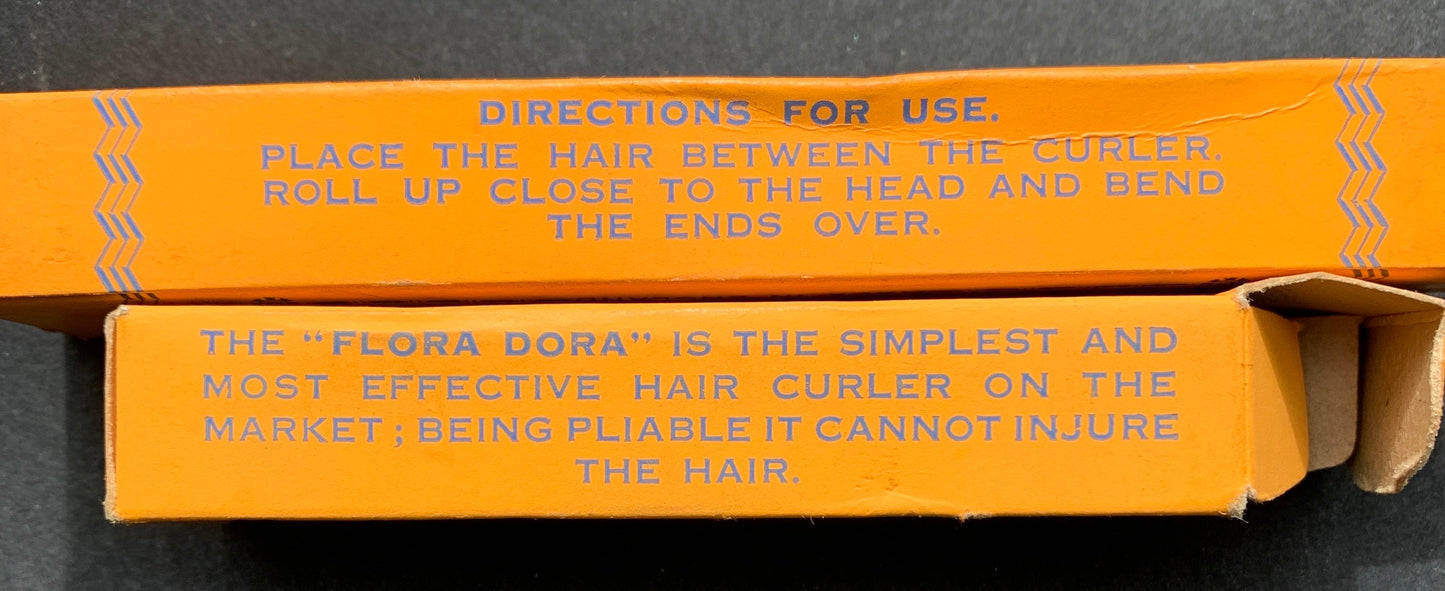 DIRECTIONS FOR USE.
PLACE THE HAIR BETWEEN THE CURLER.
ROLL UP CLOSE TO THE HEAD AND BEND
THE ENDS OVER.
THE “FLORA DORA” IS THE SIMPLEST AND
MOST EFFECTIVE HAIR CURLER ON THE
MARKET; BEING PLIABLE IT CANNOT INJURE
THE HAIR.